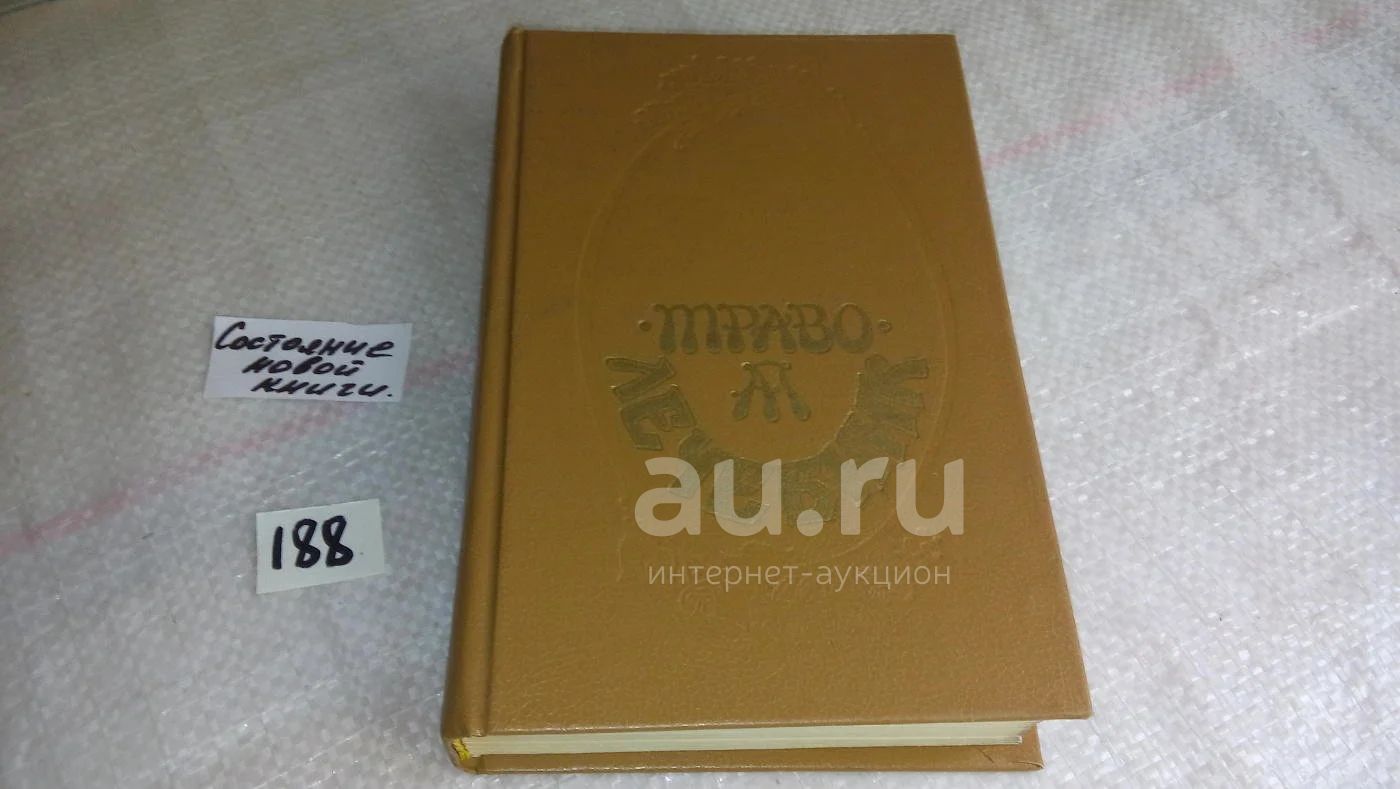 Состояние
новой
книги.
188
·ТРАВО·
au.ru
интернет-аукцион